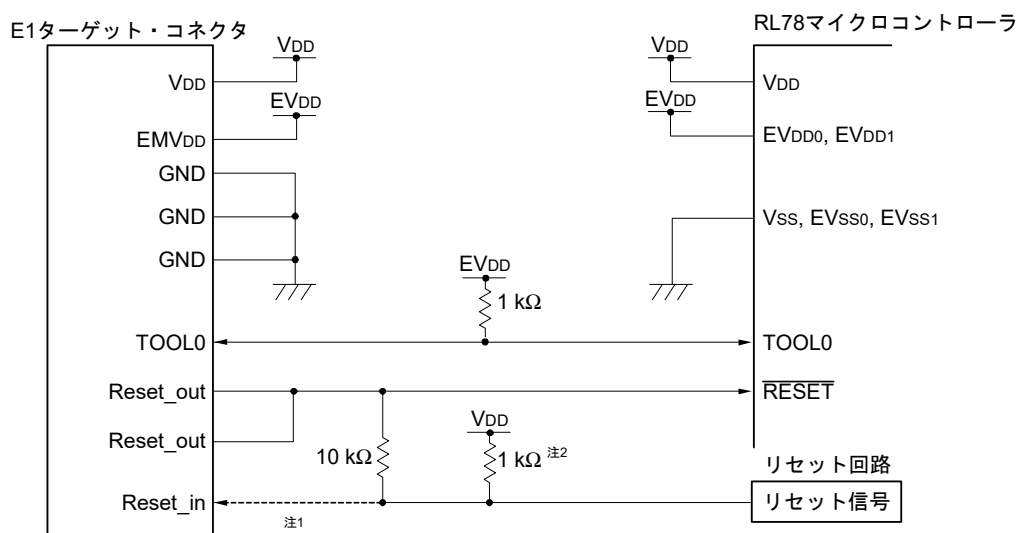 E1ターゲット・コネクタ
RL78マイクロコントローラ
VDD
VDD
VDD
VDD
EVDD
EVDD
EMVDD
EVDD0, EVDD1
GND
GND
VSS, EVSS0, EVSS1
GND
EVDD
1 kΩ
TOOL0
TOOL0
Reset_out
RESET
VDD
Reset_out
10 kΩ
1 kΩ 注2
リセット回路
Reset_in
リセット信号
注1